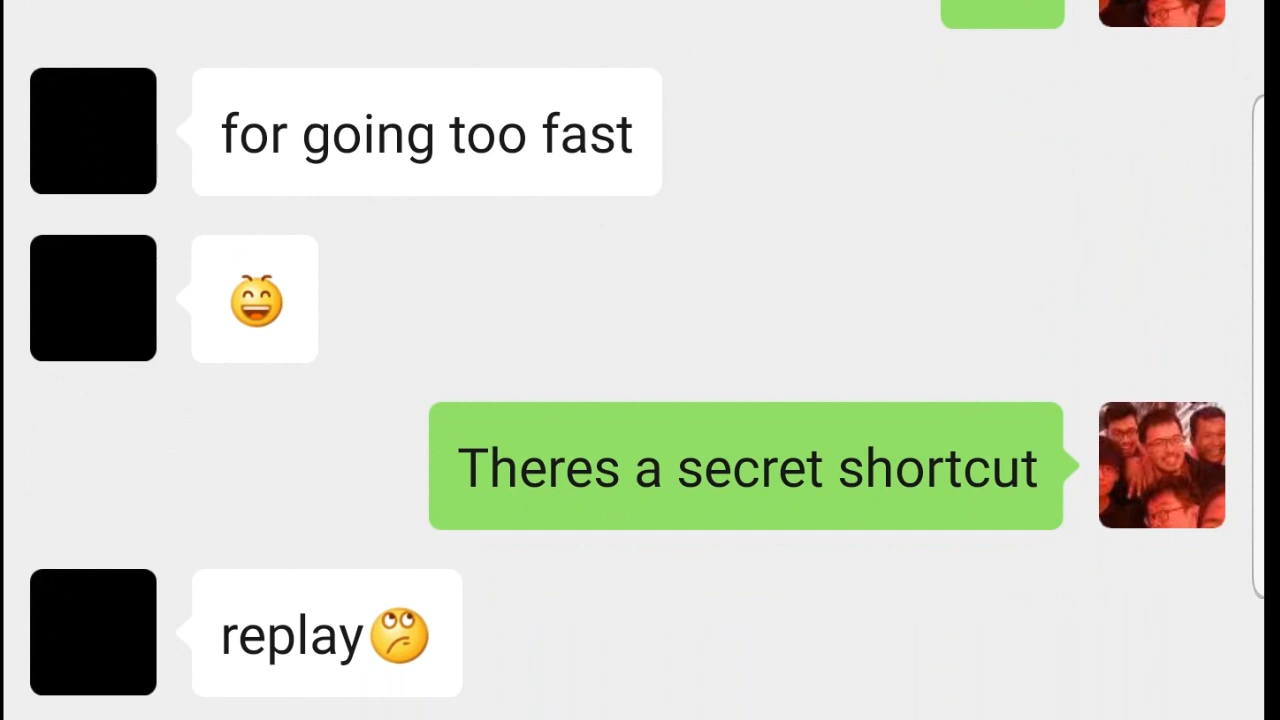 for going too fast
😄
Theres a secret shortcut
replay🙄